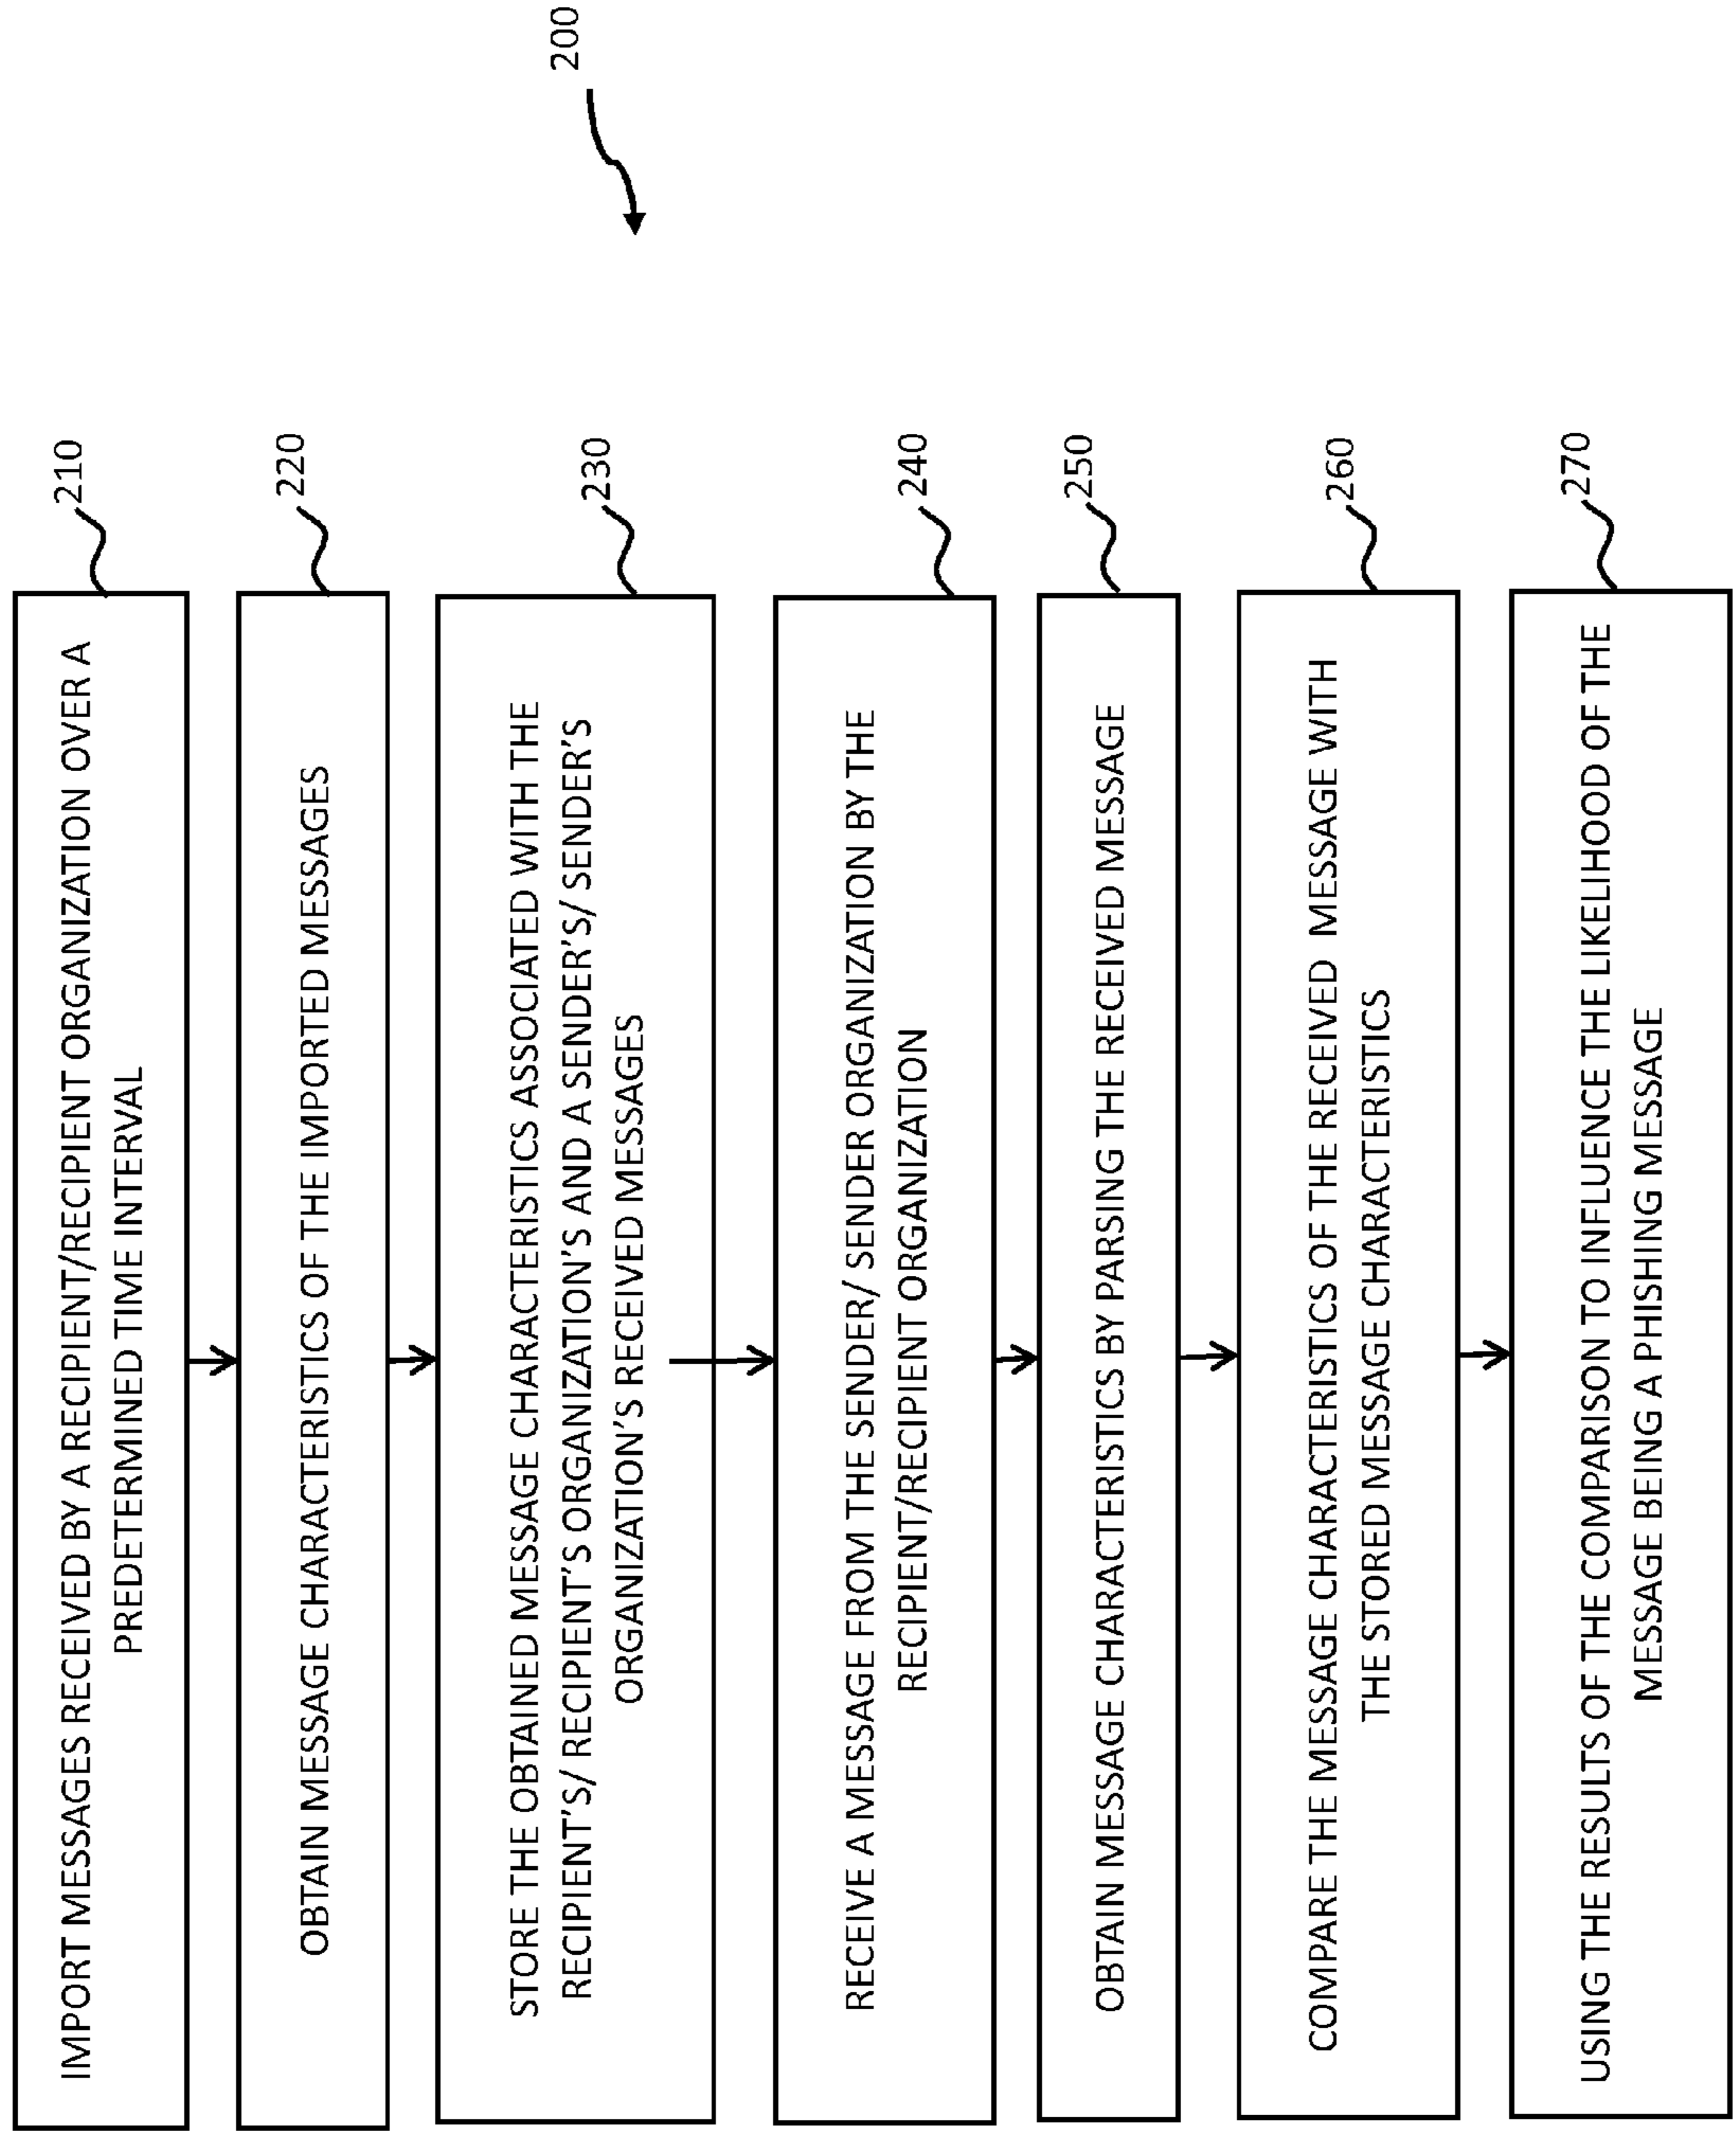 200
210
IMPORT MESSAGES RECEIVED BY A RECIPIENT/RECIPIENT ORGANIZATION OVER A
PREDETERMINED TIME INTERVAL
220
OBTAIN MESSAGE CHARACTERISTICS OF THE IMPORTED MESSAGES
230
STORE THE OBTAINED MESSAGE CHARACTERISTICS ASSOCIATED WITH THE
RECIPIENT'S/ RECIPIENT'S ORGANIZATION'S AND A SENDER'S/ SENDER'S
ORGANIZATION'S RECEIVED MESSAGES
240
RECEIVE A MESSAGE FROM THE SENDER/ SENDER ORGANIZATION BY THE
RECIPIENT/RECIPIENT ORGANIZATION
250
OBTAIN MESSAGE CHARACTERISTICS BY PARSING THE RECEIVED MESSAGE
260
COMPARE THE MESSAGE CHARACTERISTICS OF THE RECEIVED  MESSAGE WITH
THE STORED MESSAGE CHARACTERISTICS
270
USING THE RESULTS OF THE COMPARISON TO INFLUENCE THE LIKELIHOOD OF THE
MESSAGE BEING A PHISHING MESSAGE